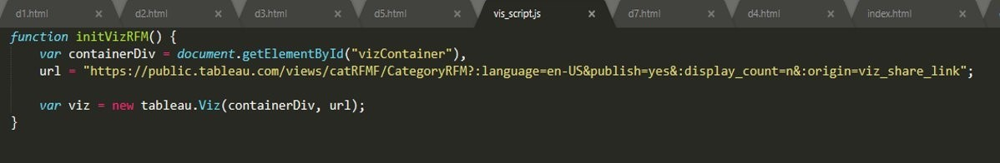 d1.html × d2.html × d3.html × d5.html × vis_script.js × d7.html × d4.html × index.html ×
function initVizRFM() {
    var containerDiv = document.getElementById("vizContainer"),
    url = "https://public.tableau.com/views/catRFMF/CategoryRFM?:language=en-US&publish=yes&:display_count=n&:origin=viz_share_link";
    var viz = new tableau.Viz(containerDiv, url);
}